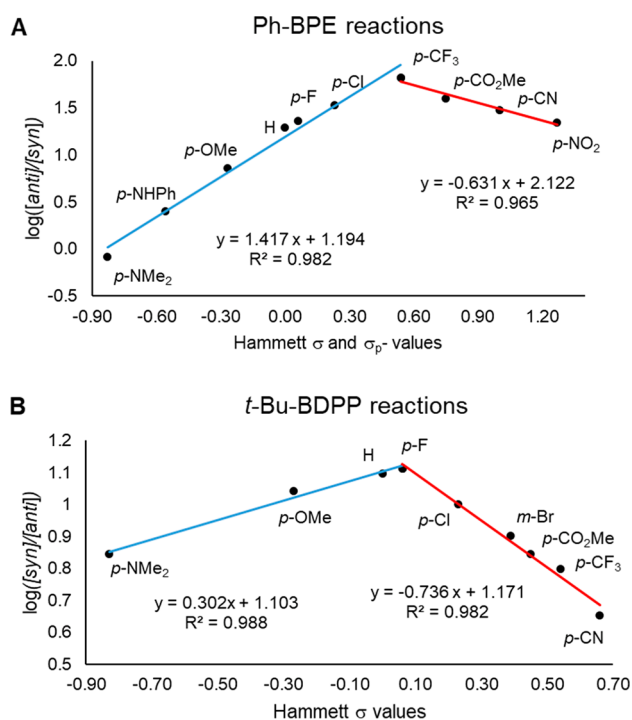 A
Ph-BPE reactions
log([anti]/[syn])
2.0
1.5
1.0
0.5
0.0
-0.5
p-CF₃
p-Cl
p-CO₂Me
p-F
p-CN
H
p-NO₂
p-OMe
p-NHPh
p-NMe₂
y = -0.631 x + 2.122
R² = 0.965
y = 1.417 x + 1.194
R² = 0.982
-0.90 -0.60 -0.30 0.00 0.30 0.60 0.90 1.20
Hammett σ and σp- values
B
t-Bu-BDPP reactions
log([syn]/[anti])
1.2
1.1
1
0.9
0.8
0.7
0.6
0.5
H
p-F
p-OMe
p-Cl
m-Br
p-CO₂Me
p-NMe₂
p-CF₃
p-CN
y = -0.736 x + 1.171
R² = 0.982
y = 0.302x + 1.103
R² = 0.988
-0.90 -0.70 -0.50 -0.30 -0.10 0.10 0.30 0.50 0.70
Hammett σ values